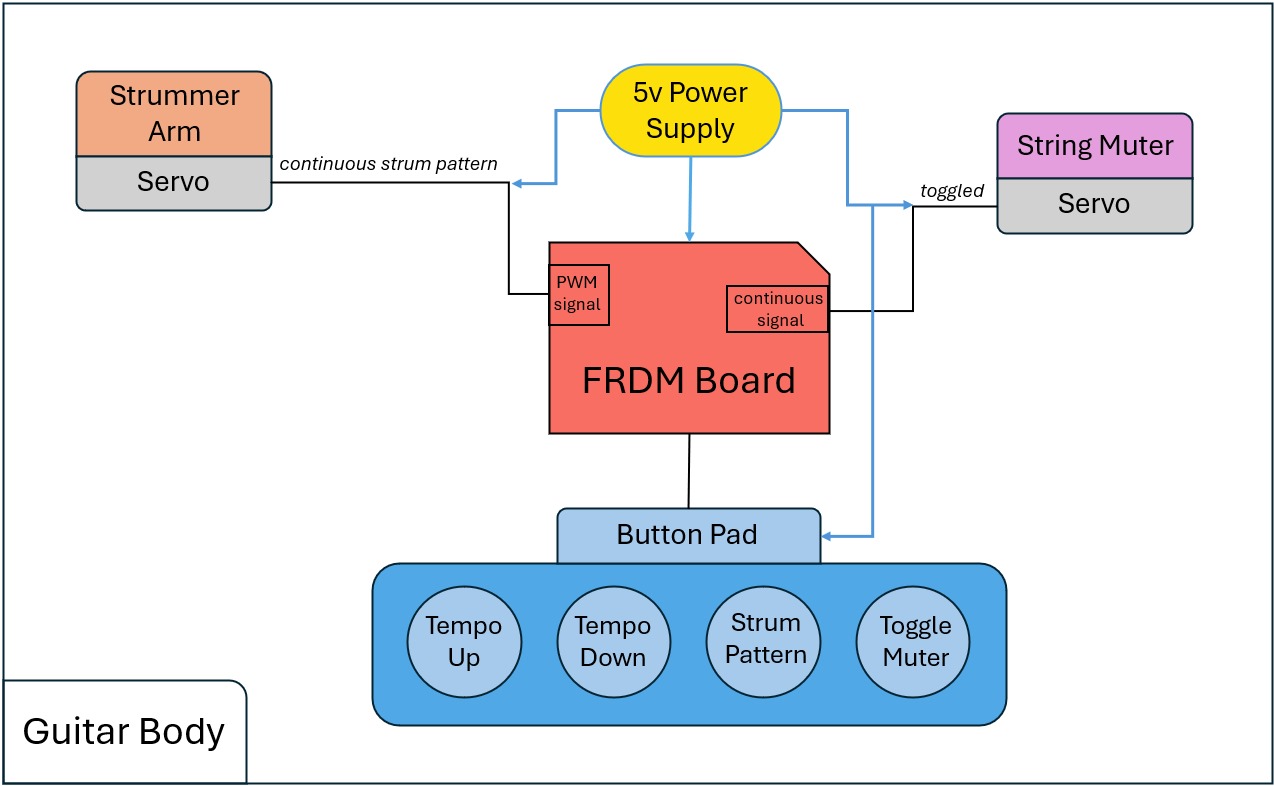 Strummer
Arm
Servo
continuous strum pattern
5v Power
Supply
String Muter
Servo
toggled
PWM
signal
continuous
signal
FRDM Board
Button Pad
Tempo
Up
Tempo
Down
Strum
Pattern
Toggle
Muter
Guitar Body